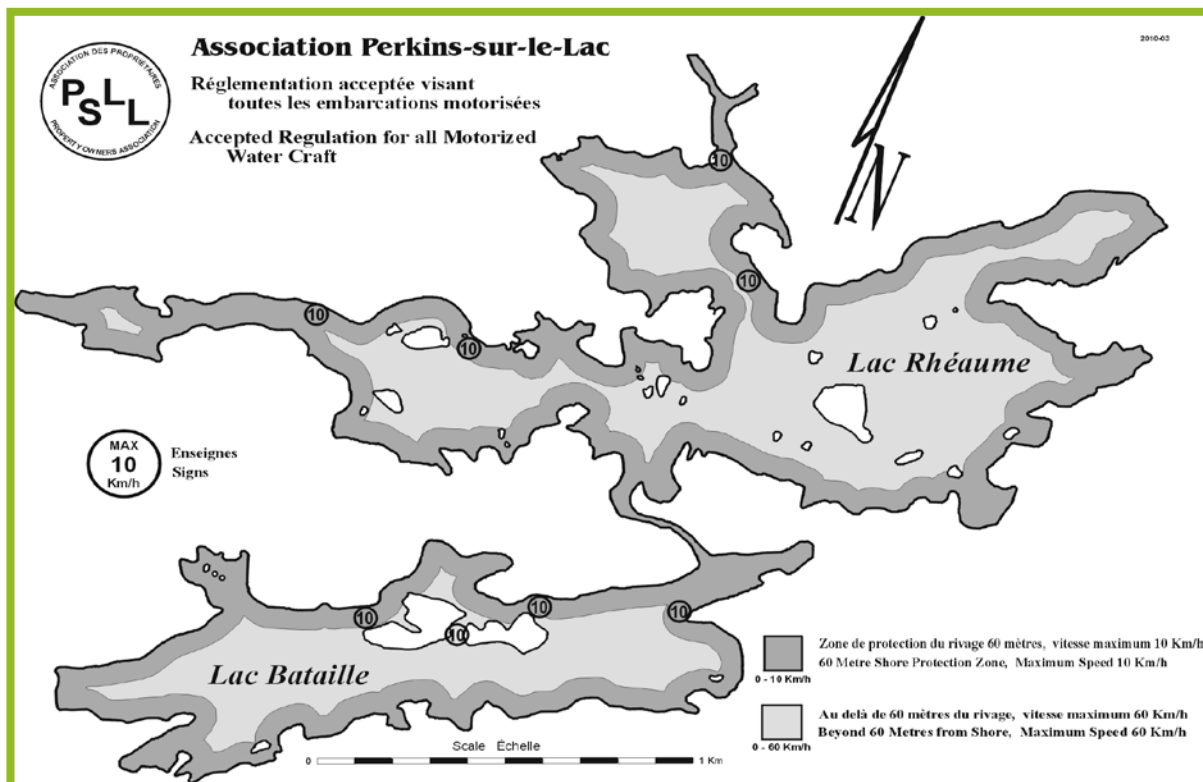 Association Perkins-sur-le-Lac
2010-03
ASSOCIATION DES PROPRIÉTAIRES
PSLL
PROPERTY OWNERS ASSOCIATION
Réglementation acceptée visant
toutes les embarcations motorisées
Accepted Regulation for all Motorized
Water Craft
N
10
10
10
10
Lac Rhéaume
MAX
10
Km/h
Enseignes
Signs
10
10
10
10
Lac Bataille
Zone de protection du rivage 60 mètres, vitesse maximum 10 Km/h
60 Metre Shore Protection Zone, Maximum Speed 10 Km/h
0 - 10 Km/h
Au delà de 60 mètres du rivage, vitesse maximum 60 Km/h
Beyond 60 Metres from Shore, Maximum Speed 60 Km/h
0 - 60 Km/h
Scale Échelle
0 1 Km